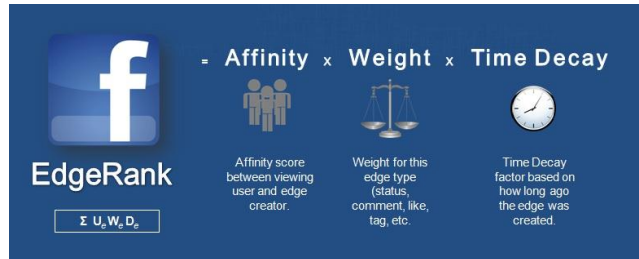 = Affinity x Weight x Time Decay
EdgeRank
Σ UₑWₑDₑ
Affinity score
between viewing
user and edge
creator.
Weight for this
edge type
(status,
comment, like,
tag, etc.
Time Decay
factor based on
how long ago
the edge was
created.